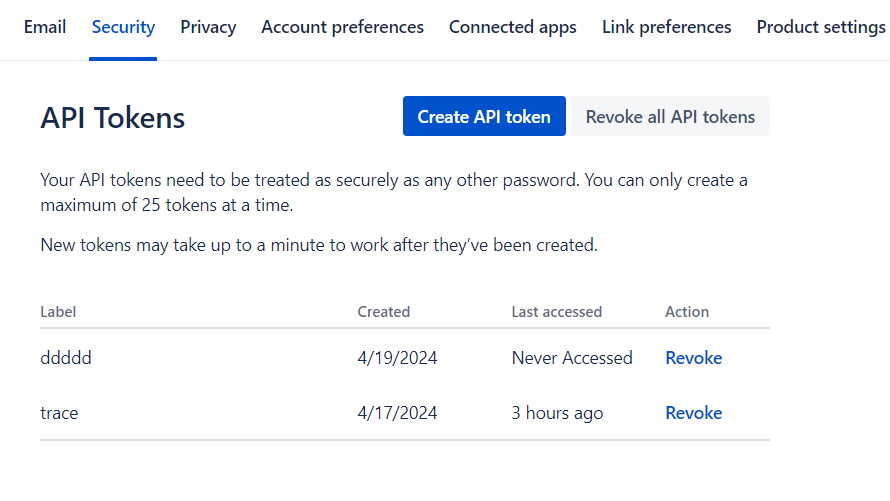 Email Security Privacy Account preferences Connected apps Link preferences Product settings
API Tokens Create API token Revoke all API tokens
Your API tokens need to be treated as securely as any other password. You can only create a
maximum of 25 tokens at a time.
New tokens may take up to a minute to work after they’ve been created.
Label Created Last accessed Action
ddddd 4/19/2024 Never Accessed Revoke
trace 4/17/2024 3 hours ago Revoke